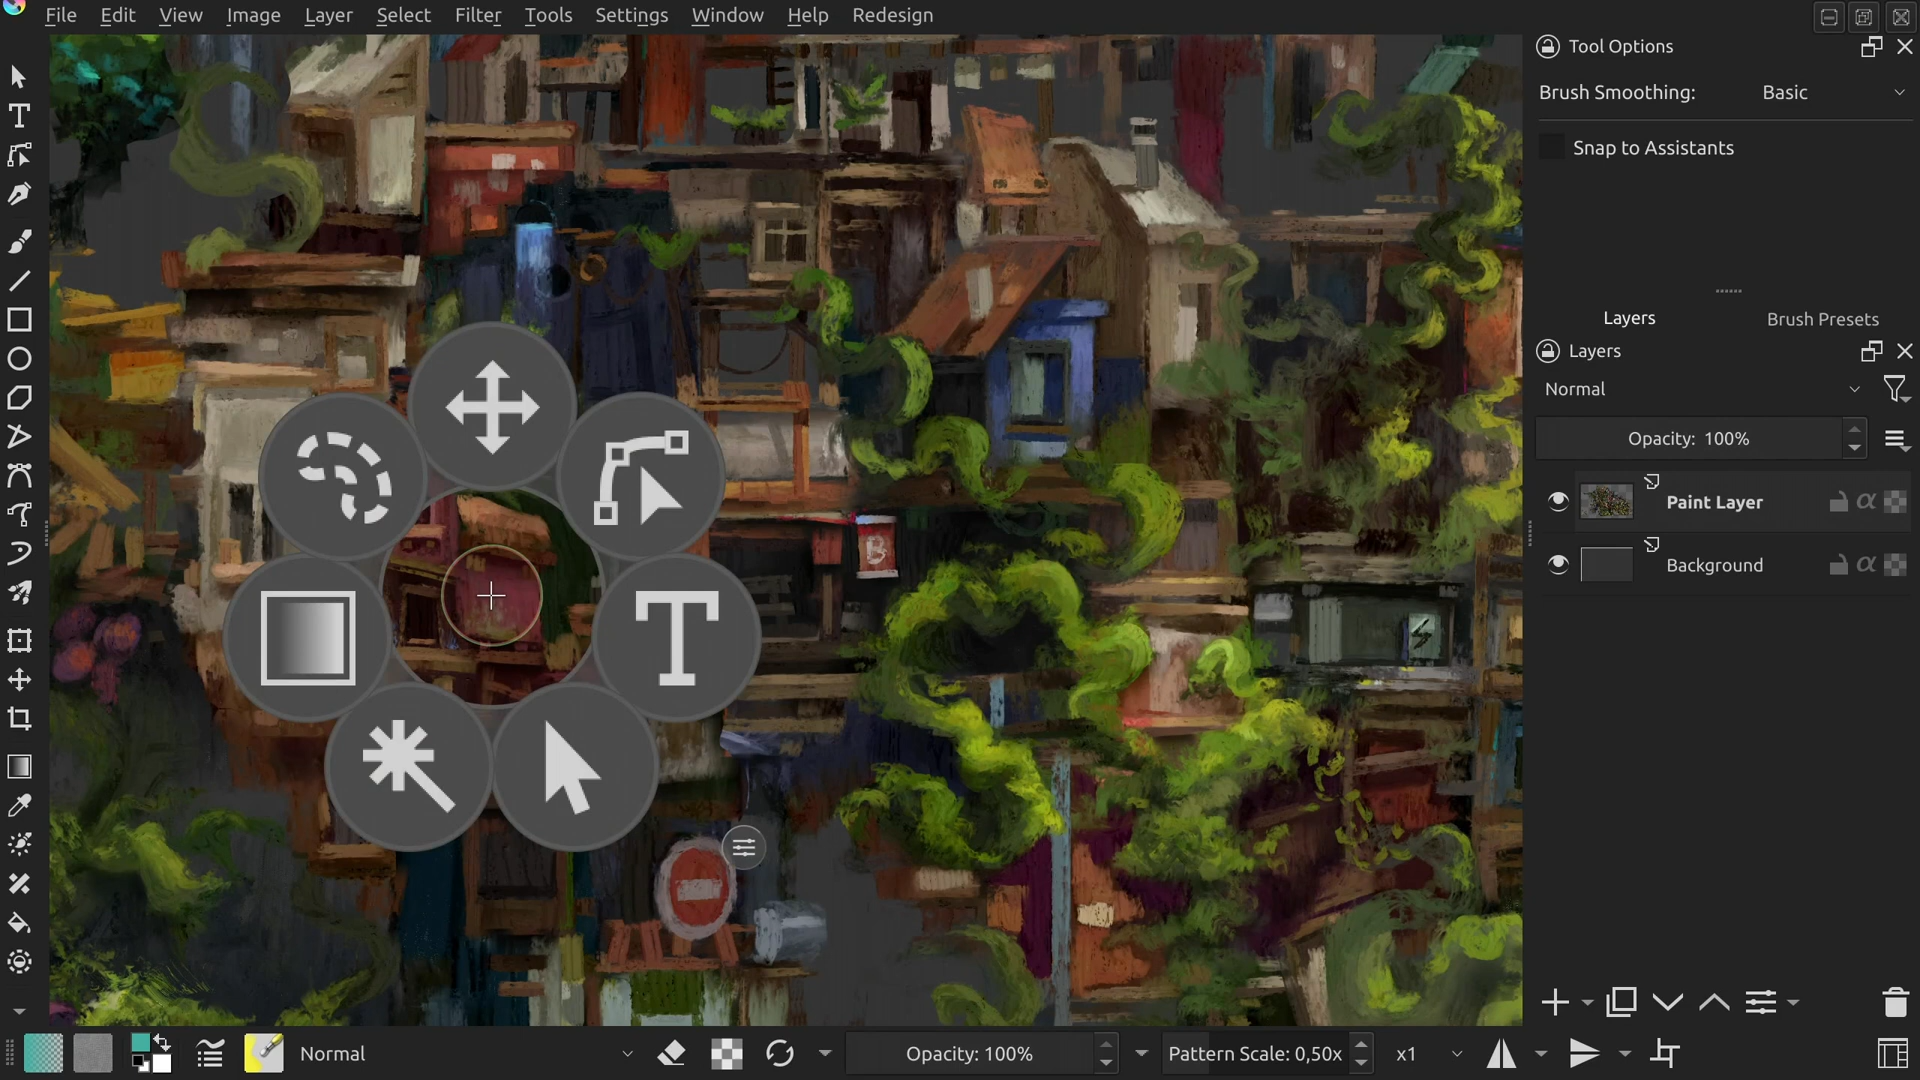 File Edit View Image Layer Select Filter Tools Settings Window Help Redesign
Tool Options
Brush Smoothing: Basic
Snap to Assistants
Layers Brush Presets
Layers
Normal
Opacity: 100%
Paint Layer
Background
B
Normal
Opacity: 100%
Pattern Scale: 0,50x
x1